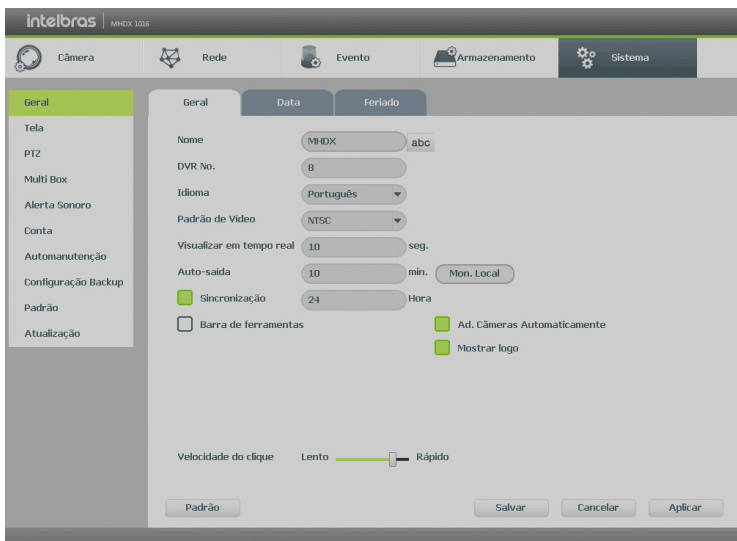 intelbras | MHDX 1016
Câmera Rede Evento Armazenamento Sistema
Geral
Tela
PTZ
Multi Box
Alerta Sonoro
Conta
Automanutenção
Configuração Backup
Padrão
Atualização
Geral Data Feriado
Nome MHDX abc
DVR No. 8
Idioma Português
Padrão de Vídeo NTSC
Visualizar em tempo real 10 seg.
Auto-saida 10 min. Mon. Local
Sincronização 24 Hora
Barra de ferramentas Ad. Câmeras Automaticamente
Mostrar logo
Velocidade do clique Lento Rápido
Padrão Salvar Cancelar Aplicar